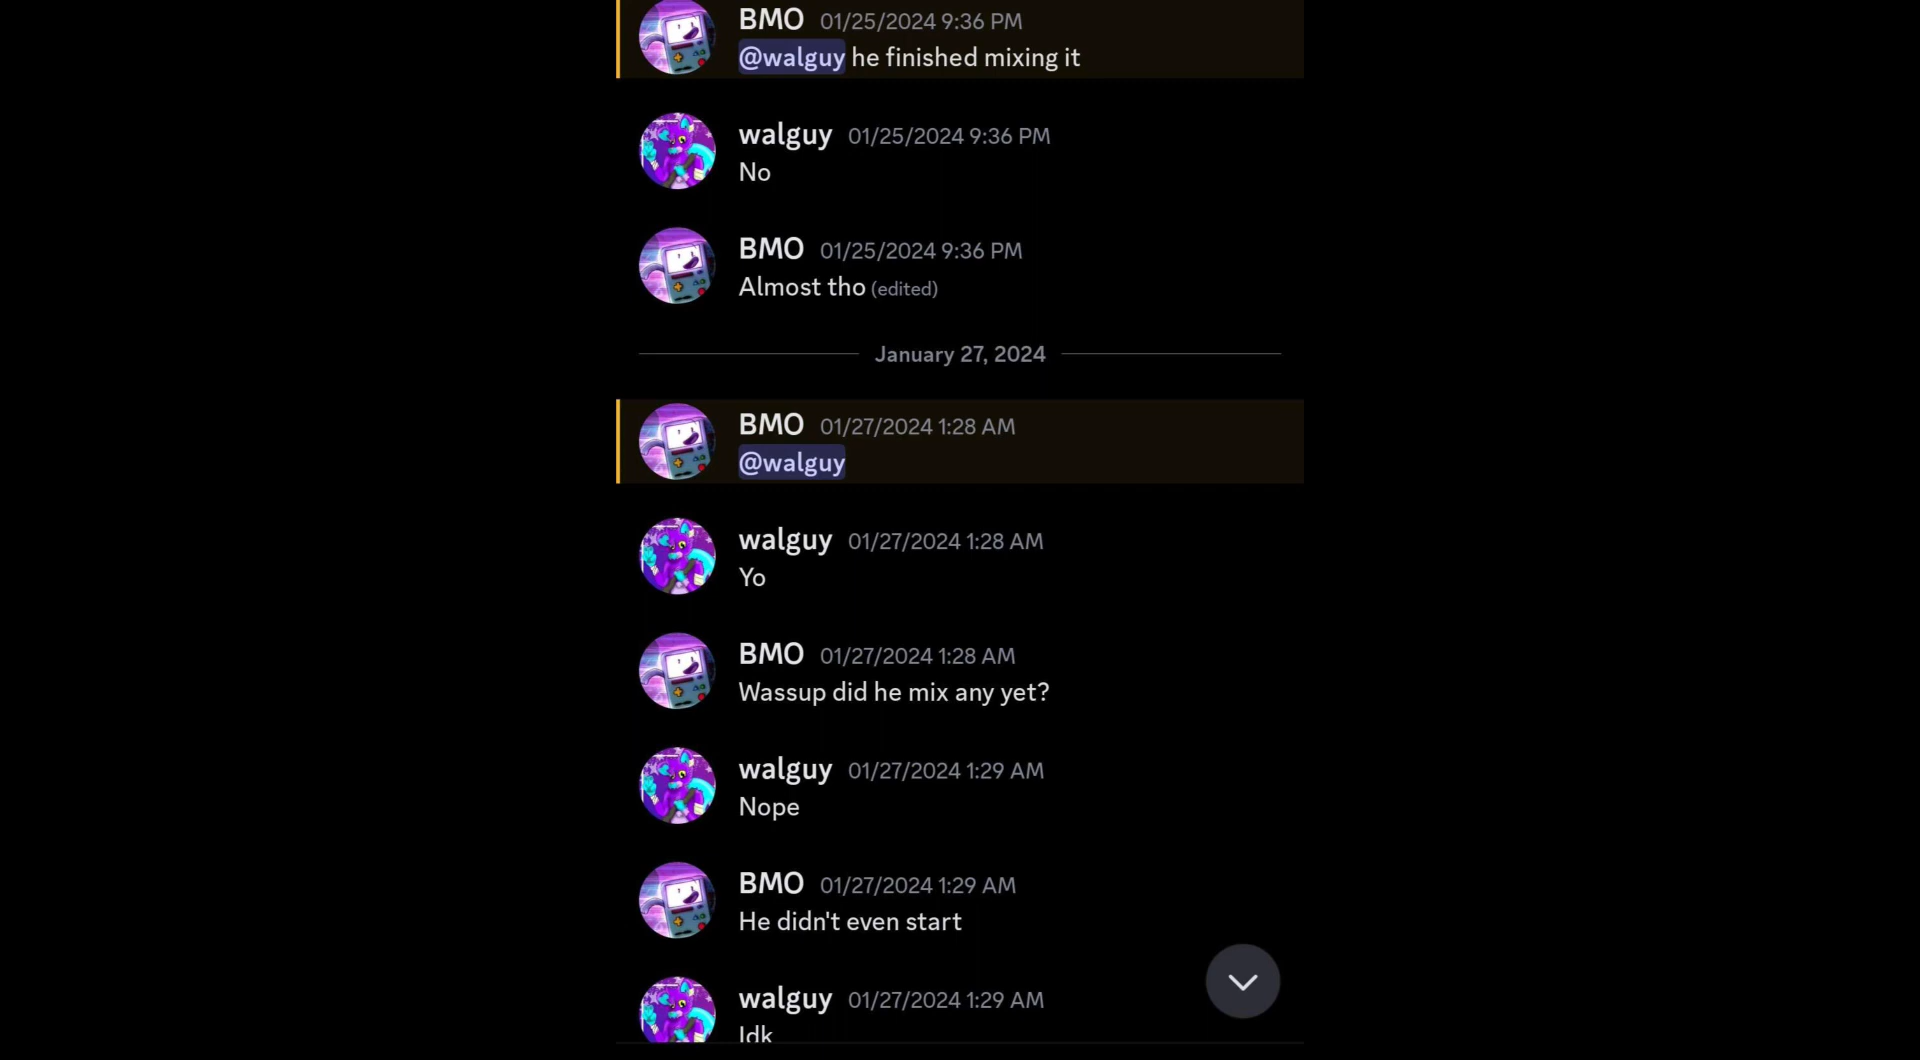 BMO 01/25/2024 9:36 PM
@walguy he finished mixing it
walguy 01/25/2024 9:36 PM
No
BMO 01/25/2024 9:36 PM
Almost tho (edited)
January 27, 2024
BMO 01/27/2024 1:28 AM
@walguy
walguy 01/27/2024 1:28 AM
Yo
BMO 01/27/2024 1:28 AM
Wassup did he mix any yet?
walguy 01/27/2024 1:29 AM
Nope
BMO 01/27/2024 1:29 AM
He didn't even start
walguy 01/27/2024 1:29 AM
Idk